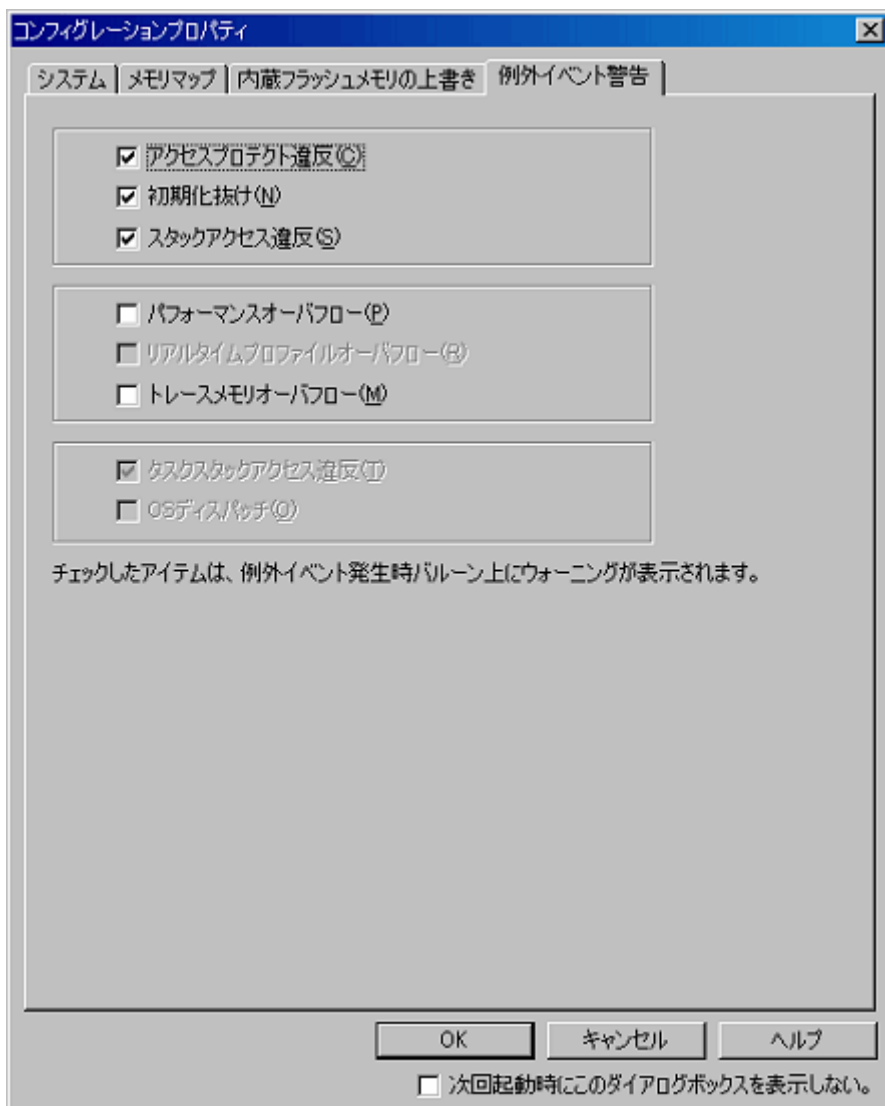 コンフィグレーションプロパティ
システム メモリマップ 内蔵フラッシュメモリの上書き 例外イベント警告
アクセスプロテクト違反(C)
初期化抜け(N)
スタックアクセス違反(S)
パフォーマンスオーバフロー(P)
リアルタイムプロファイルオーバフロー(R)
トレースメモリオーバフロー(M)
タスクスタックアクセス違反(T)
OSディスパッチ(O)
チェックしたアイテムは、例外イベント発生時バルーン上にウォーニングが表示されます。
OK キャンセル ヘルプ
次回起動時にこのダイアログボックスを表示しない。